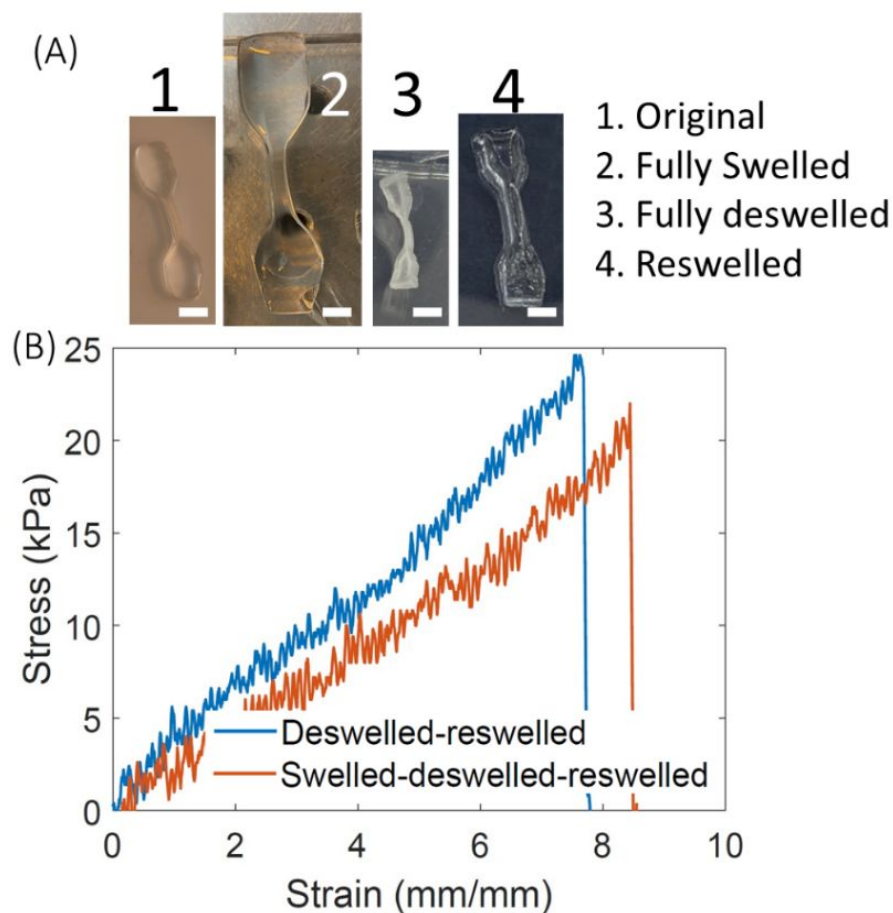 (A)
1
2
3
4
1. Original
2. Fully Swelled
3. Fully deswelled
4. Reswelled
(B)
25
20
15
10
5
0
Stress (kPa)
Deswelled-reswelled
Swelled-deswelled-reswelled
0 2 4 6 8 10
Strain (mm/mm)